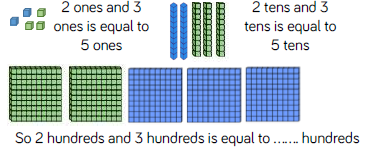 2 ones and 3
ones is equal to
5 ones
2 tens and 3
tens is equal to
5 tens
So 2 hundreds and 3 hundreds is equal to ....... hundreds